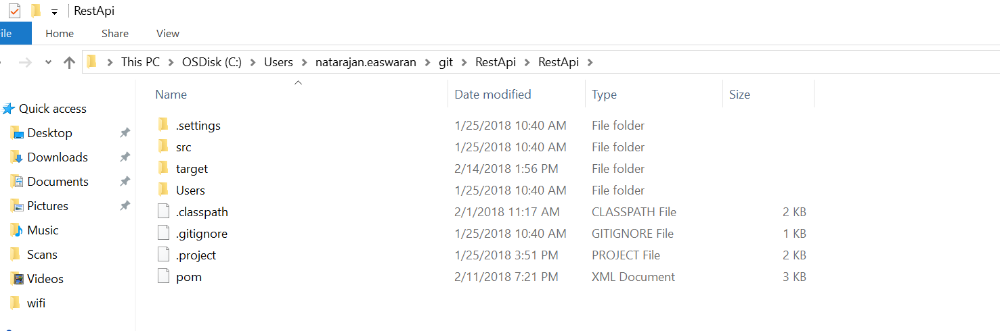 RestApi
ile Home Share View
This PC OSDisk (C:) Users natarajan.easwaran git RestApi RestApi
Name Date modified Type Size
Quick access
Desktop
Downloads
Documents
Pictures
Music
Scans
Videos
wifi
.settings 1/25/2018 10:40 AM File folder
src 1/25/2018 10:40 AM File folder
target 2/14/2018 1:56 PM File folder
Users 1/25/2018 10:40 AM File folder
.classpath 2/1/2018 11:17 AM CLASSPATH File 2 KB
.gitignore 1/25/2018 10:40 AM GITIGNORE File 1 KB
.project 1/25/2018 3:51 PM PROJECT File 2 KB
pom 2/11/2018 7:21 PM XML Document 3 KB